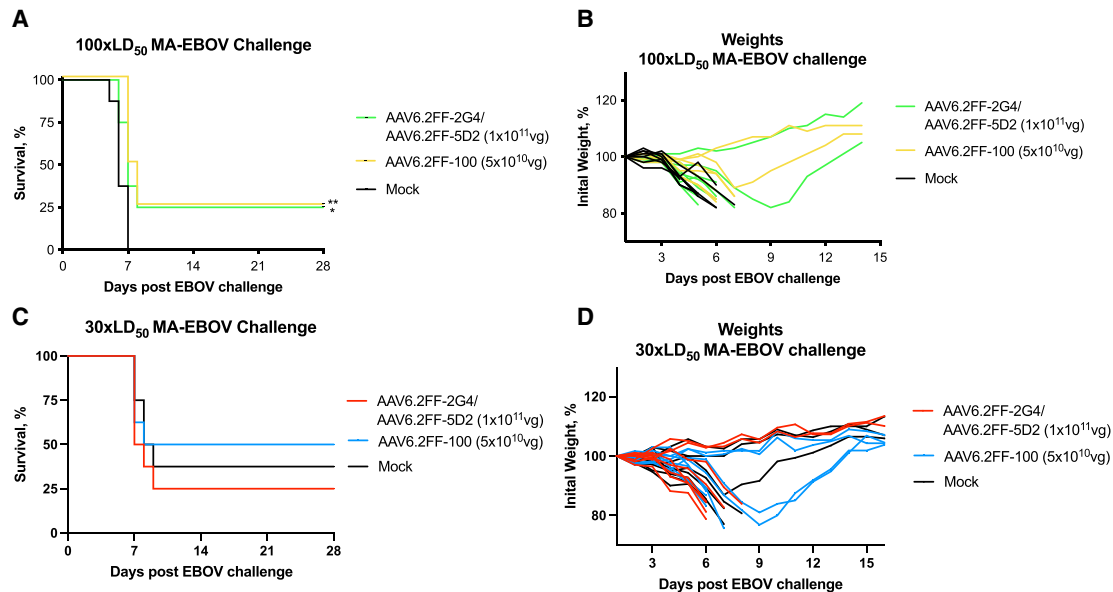 A
100xLD50 MA-EBOV Challenge
Survival, %
100
75
50
25
0
0 7 14 21 28
Days post EBOV challenge
**
*
AAV6.2FF-2G4/
AAV6.2FF-5D2 (1x10¹¹vg)
AAV6.2FF-100 (5x10¹⁰vg)
Mock
B
Weights
100xLD50 MA-EBOV challenge
Inital Weight, %
120
100
80
3 6 9 12 15
Days post EBOV challenge
AAV6.2FF-2G4/
AAV6.2FF-5D2 (1x10¹¹vg)
AAV6.2FF-100 (5x10¹⁰vg)
Mock
C
30xLD50 MA-EBOV Challenge
Survival, %
100
75
50
25
0
0 7 14 21 28
Days post EBOV challenge
AAV6.2FF-2G4/
AAV6.2FF-5D2 (1x10¹¹vg)
AAV6.2FF-100 (5x10¹⁰vg)
Mock
D
Weights
30xLD50 MA-EBOV challenge
Inital Weight, %
120
100
80
3 6 9 12 15
Days post EBOV challenge
AAV6.2FF-2G4/
AAV6.2FF-5D2 (1x10¹¹vg)
AAV6.2FF-100 (5x10¹⁰vg)
Mock